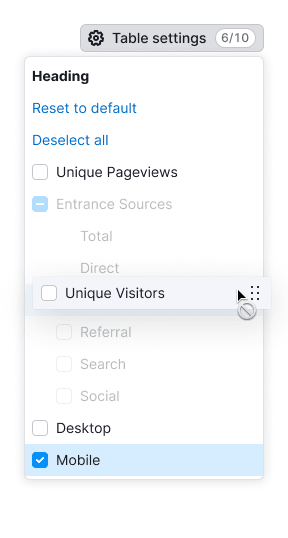 Table settings 6/10
Heading
Reset to default
Deselect all
Unique Pageviews
Entrance Sources
Total
Direct
Unique Visitors
Referral
Search
Social
Desktop
Mobile